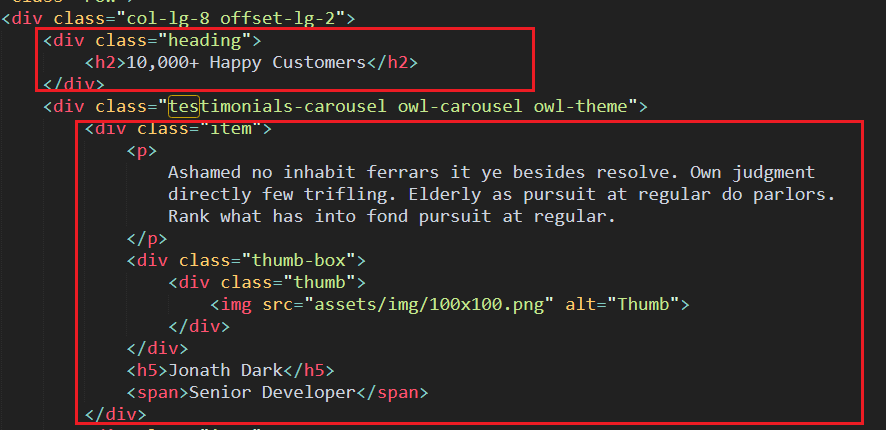 <div class="col-lg-8 offset-lg-2">
<div class="heading">
<h2>10,000+ Happy Customers</h2>
</div>
<div class="testimonials-carousel owl-carousel owl-theme">
<div class="item">
<p>
Ashamed no inhabit ferrars it ye besides resolve. Own judgment
directly few trifling. Elderly as pursuit at regular do parlors.
Rank what has into fond pursuit at regular.
</p>
<div class="thumb-box">
<div class="thumb">
<img src="assets/img/100x100.png" alt="Thumb">
</div>
</div>
<h5>Jonath Dark</h5>
<span>Senior Developer</span>
</div>